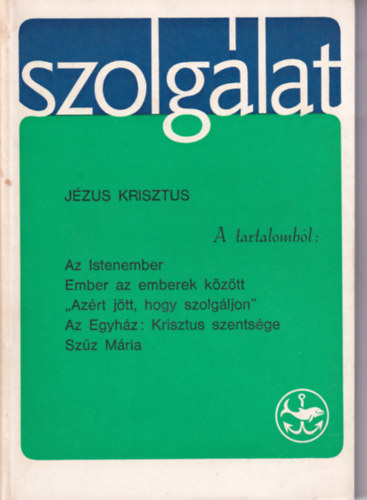 szolgálat
JÉZUS KRISZTUS
A tartalomból:
Az Istenember
Ember az emberek között
„Azért jött, hogy szolgáljon”
Az Egyház: Krisztus szentsége
Szűz Mária